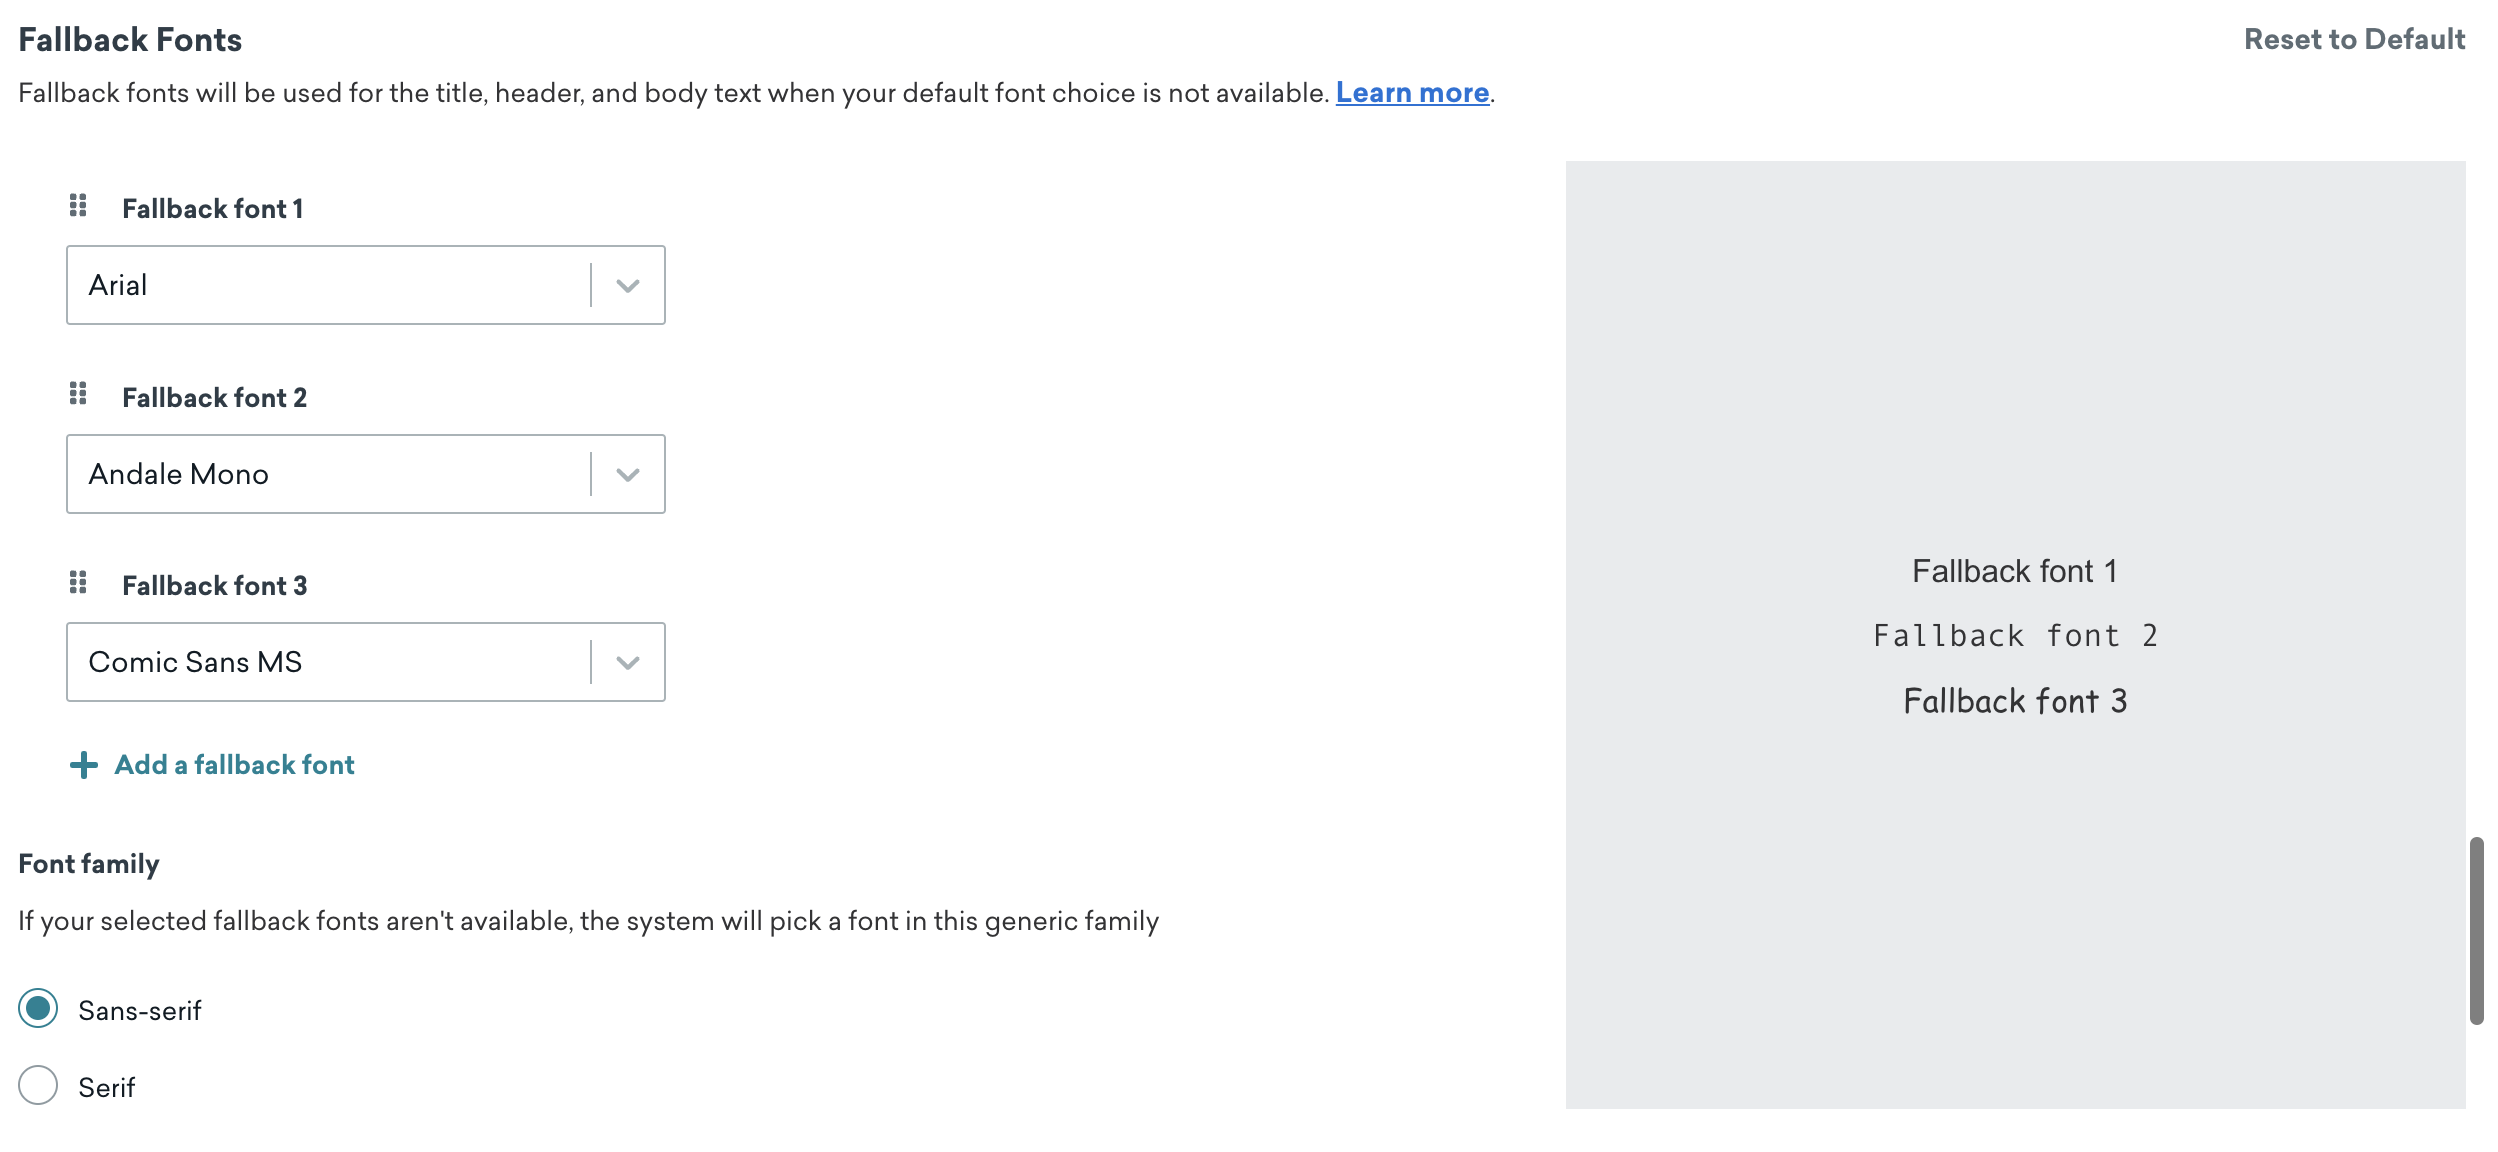 Fallback Fonts
Reset to Default
Fallback fonts will be used for the title, header, and body text when your default font choice is not available. Learn more.
Fallback font 1
Arial
Fallback font 2
Andale Mono
Fallback font 3
Comic Sans MS
Add a fallback font
Fallback font 1
Fallback font 2
Fallback font 3
Font family
If your selected fallback fonts aren't available, the system will pick a font in this generic family
Sans-serif
Serif